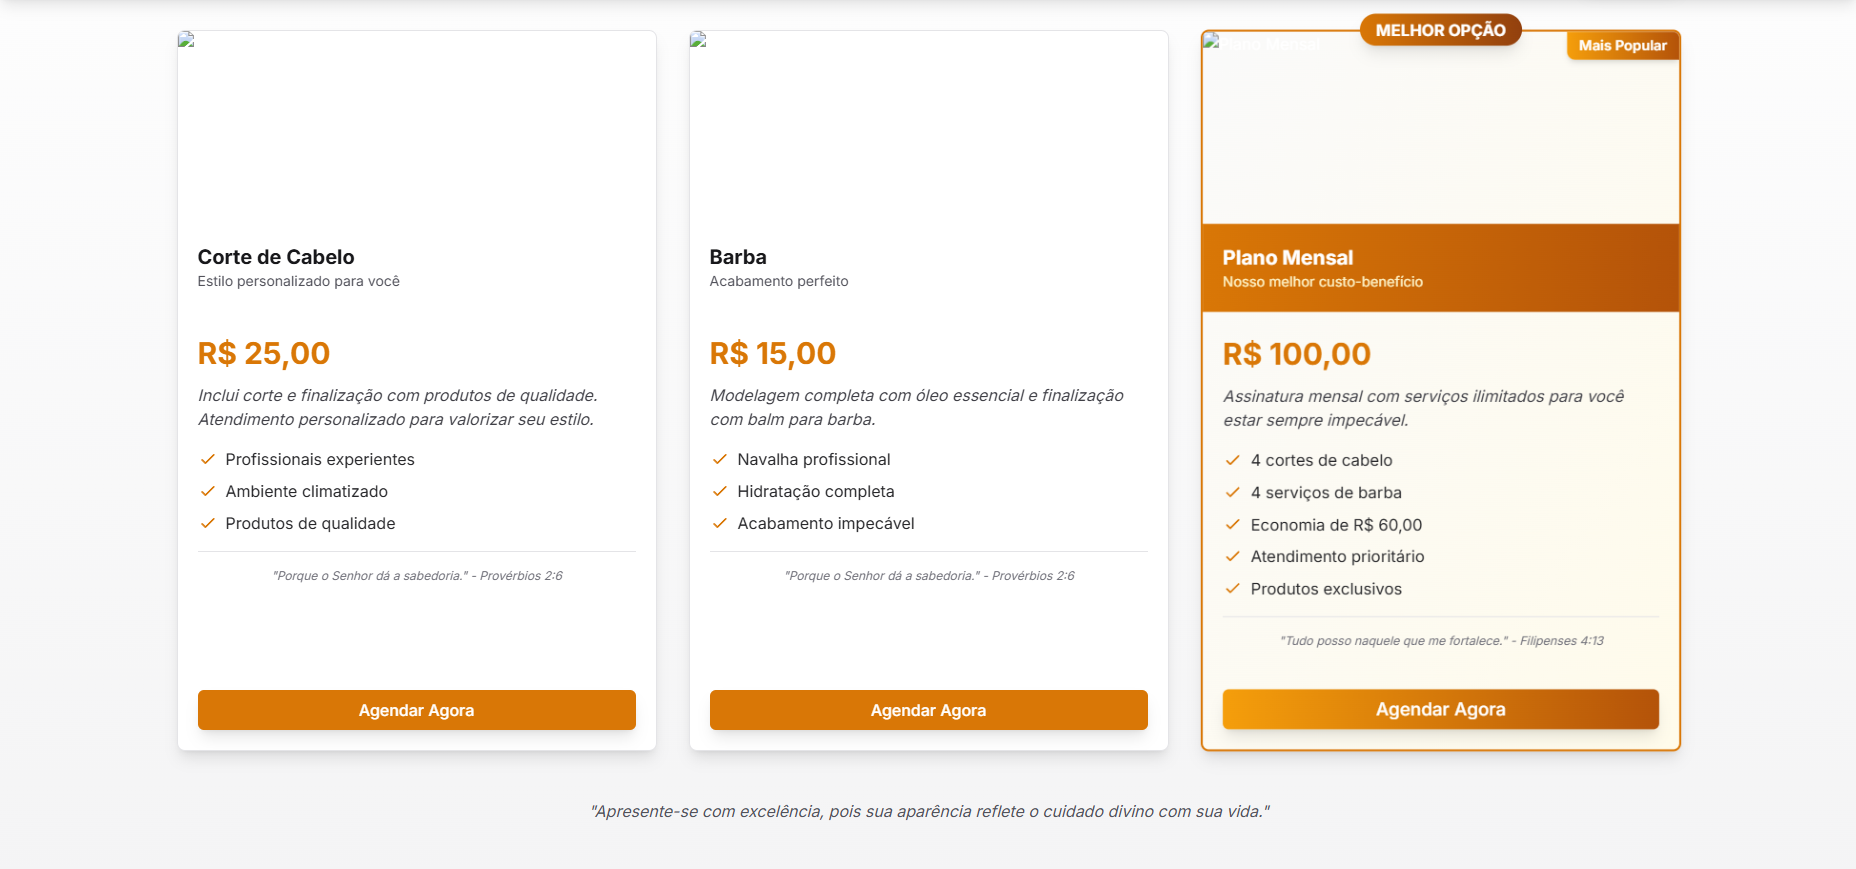 Corte de Cabelo
Estilo personalizado para você
R$ 25,00
Inclui corte e finalização com produtos de qualidade.
Atendimento personalizado para valorizar seu estilo.
Profissionais experientes
Ambiente climatizado
Produtos de qualidade
"Porque o Senhor dá a sabedoria." - Provérbios 2:6
Agendar Agora
Barba
Acabamento perfeito
R$ 15,00
Modelagem completa com óleo essencial e finalização
com balm para barba.
Navalha profissional
Hidratação completa
Acabamento impecável
"Porque o Senhor dá a sabedoria." - Provérbios 2:6
Agendar Agora
MELHOR OPÇÃO
Plano Mensal
Mais Popular
Plano Mensal
Nosso melhor custo-benefício
R$ 100,00
Assinatura mensal com serviços ilimitados para você
estar sempre impecável.
4 cortes de cabelo
4 serviços de barba
Economia de R$ 60,00
Atendimento prioritário
Produtos exclusivos
"Tudo posso naquele que me fortalece." - Filipenses 4:13
Agendar Agora
"Apresente-se com excelência, pois sua aparência reflete o cuidado divino com sua vida."